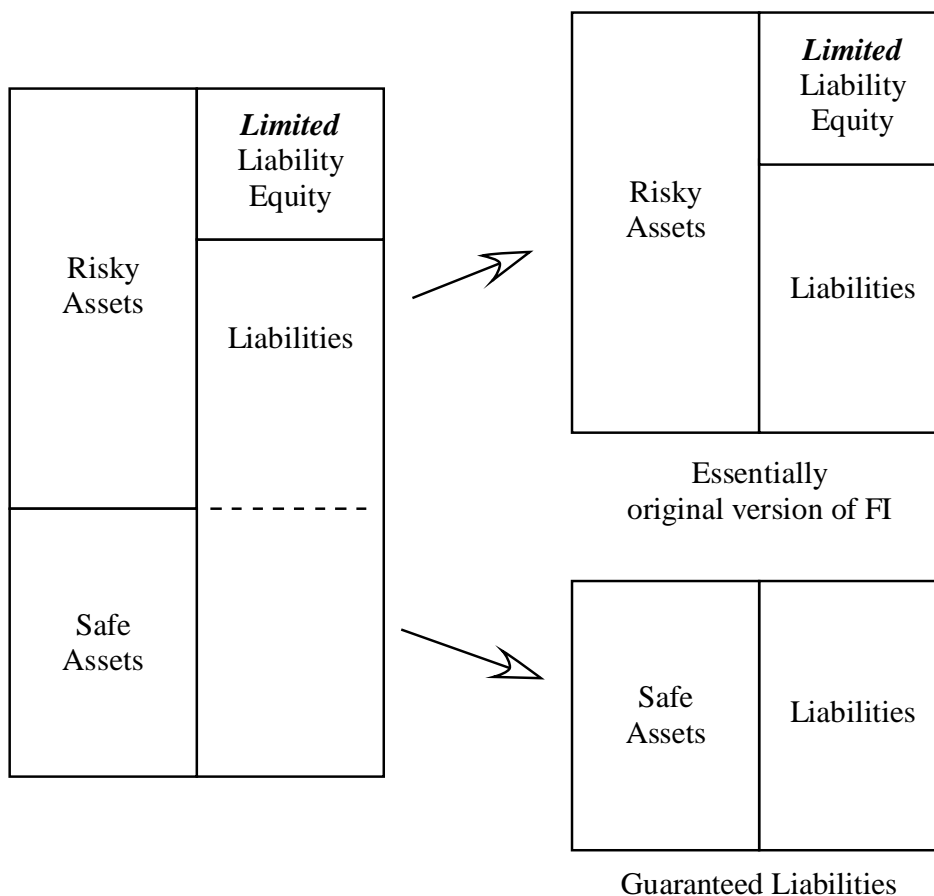 Risky
Assets
Safe
Assets
Limited
Liability
Equity
Liabilities
Risky
Assets
Limited
Liability
Equity
Liabilities
Essentially
original version of FI
Safe
Assets
Liabilities
Guaranteed Liabilities